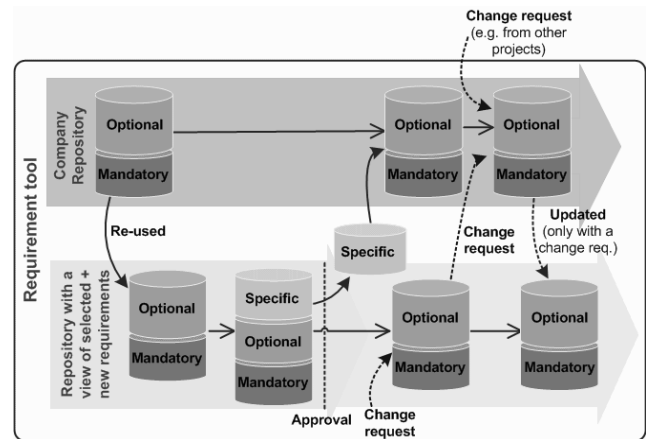 Change request
(e.g. from other
projects)
Requirement tool
Company
Repository
Optional
Mandatory
Optional
Mandatory
Optional
Mandatory
Re-used
Specific
Change
request
Updated
(only with a
change req.)
Repository with a
view of selected +
new requirements
Optional
Mandatory
Specific
Optional
Mandatory
Optional
Mandatory
Optional
Mandatory
Approval
Change
request